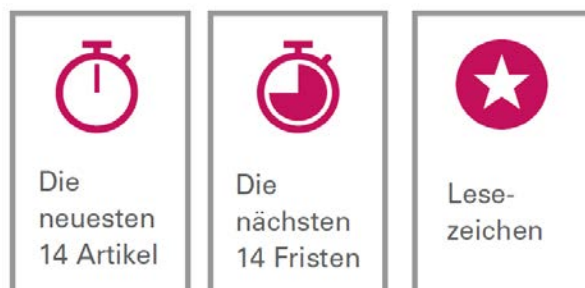 Die
neuesten
14 Artikel
Die
nächsten
14 Fristen
Lese-
zeichen